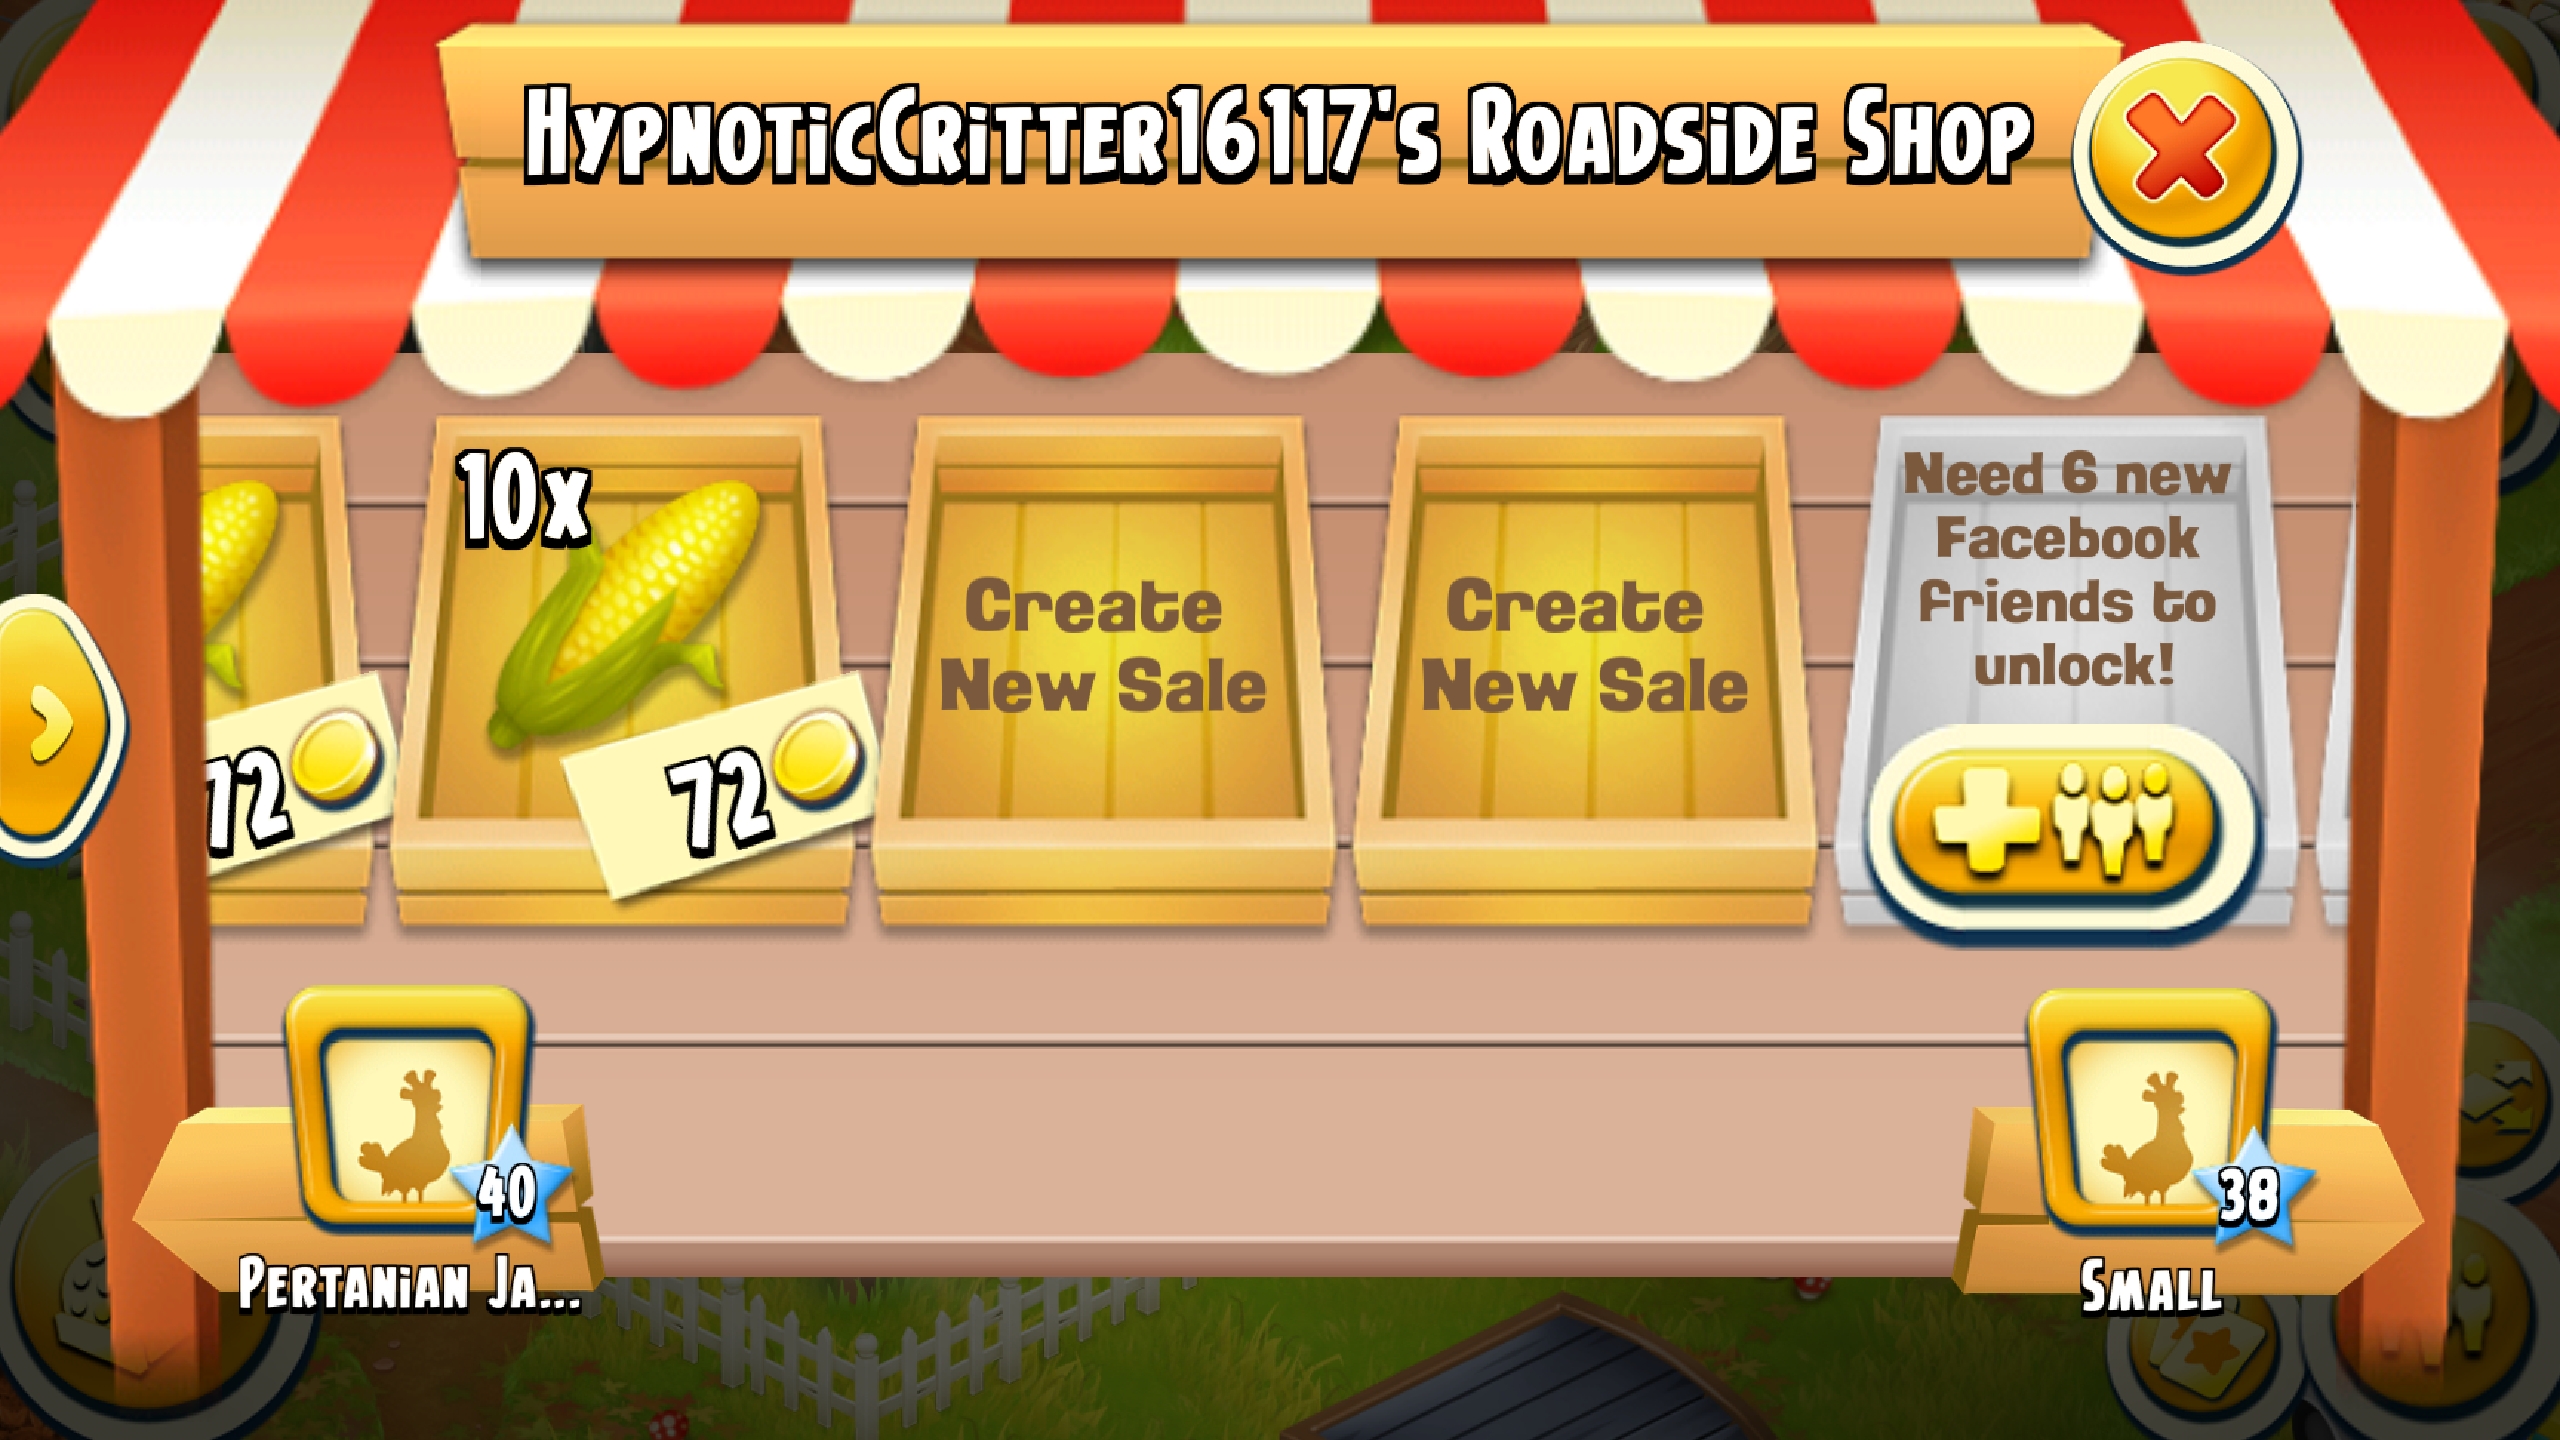 HypnoticCritter16117's Roadside Shop
72
10x
72
Create
New Sale
Create
New Sale
Need 6 new
Facebook
friends to
unlock!
40
Pertanian Ja...
38
Small